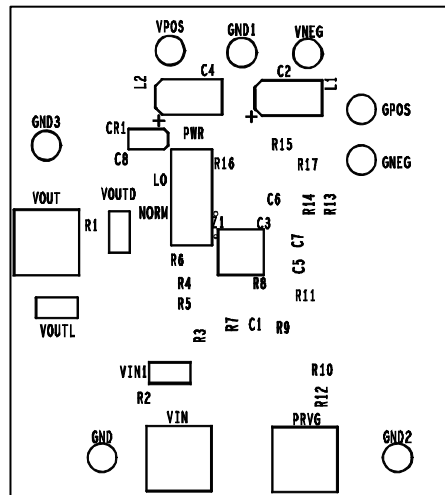 VPOS
GND1
VNEG
L2
C4
C2
L1
+
+
GPOS
GND3
CR1
PWR
R15
C8
R16
R17
GNEG
LO
VOUT
VOUTD
C6
R14
R13
NORM
R1
C3
C7
R6
C5
R4
R8
R5
R11
VOUTL
R3
R7
C1
R9
VIN1
R10
R2
R12
VIN
PRVG
GND
GND2